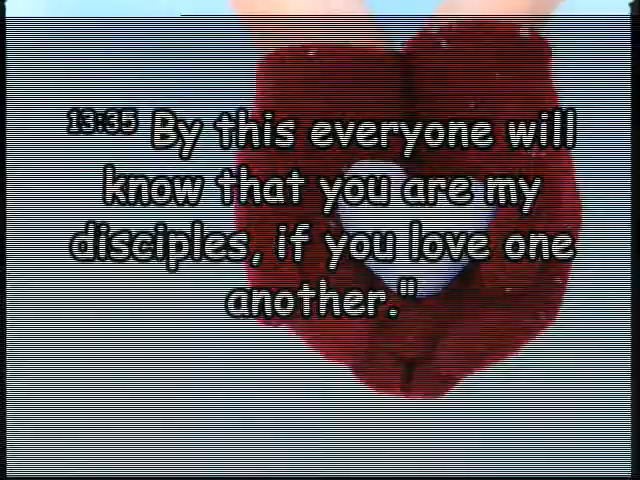 13:35 By this everyone will
know that you are my
disciples, if you love one
another."